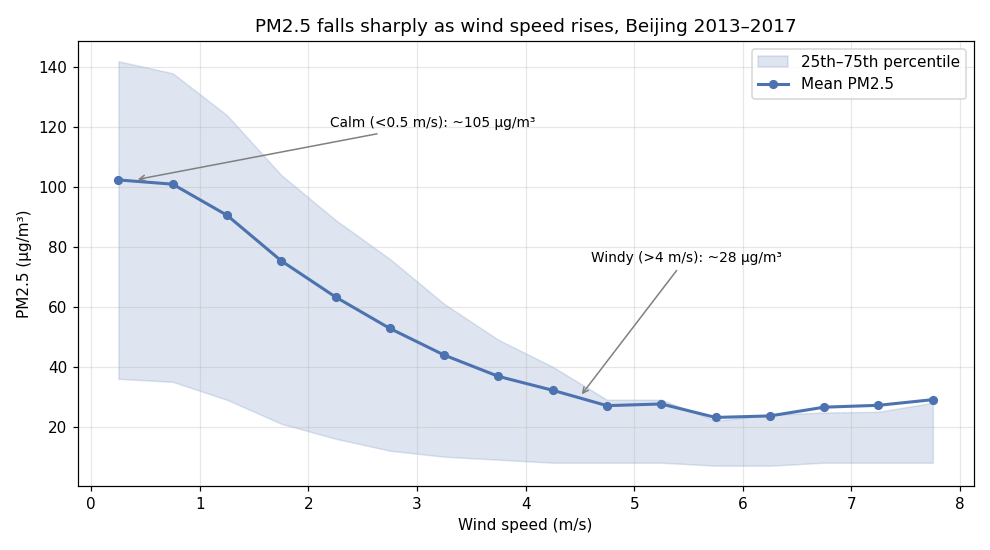 PM2.5 falls sharply as wind speed rises, Beijing 2013–2017
25th–75th percentile
Mean PM2.5
Calm (<0.5 m/s): ~105 µg/m³
Windy (>4 m/s): ~28 µg/m³
PM2.5 (µg/m³)
140
120
100
80
60
40
20
0 1 2 3 4 5 6 7 8
Wind speed (m/s)